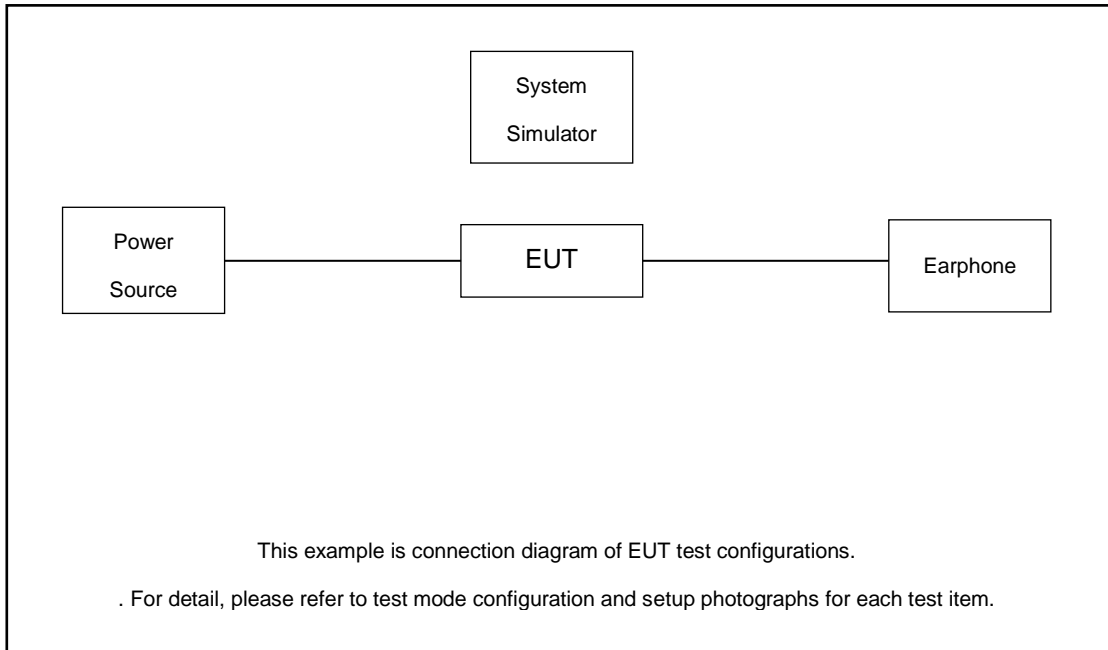 System
Simulator
Power
Source
EUT
Earphone
This example is connection diagram of EUT test configurations.
. For detail, please refer to test mode configuration and setup photographs for each test item.